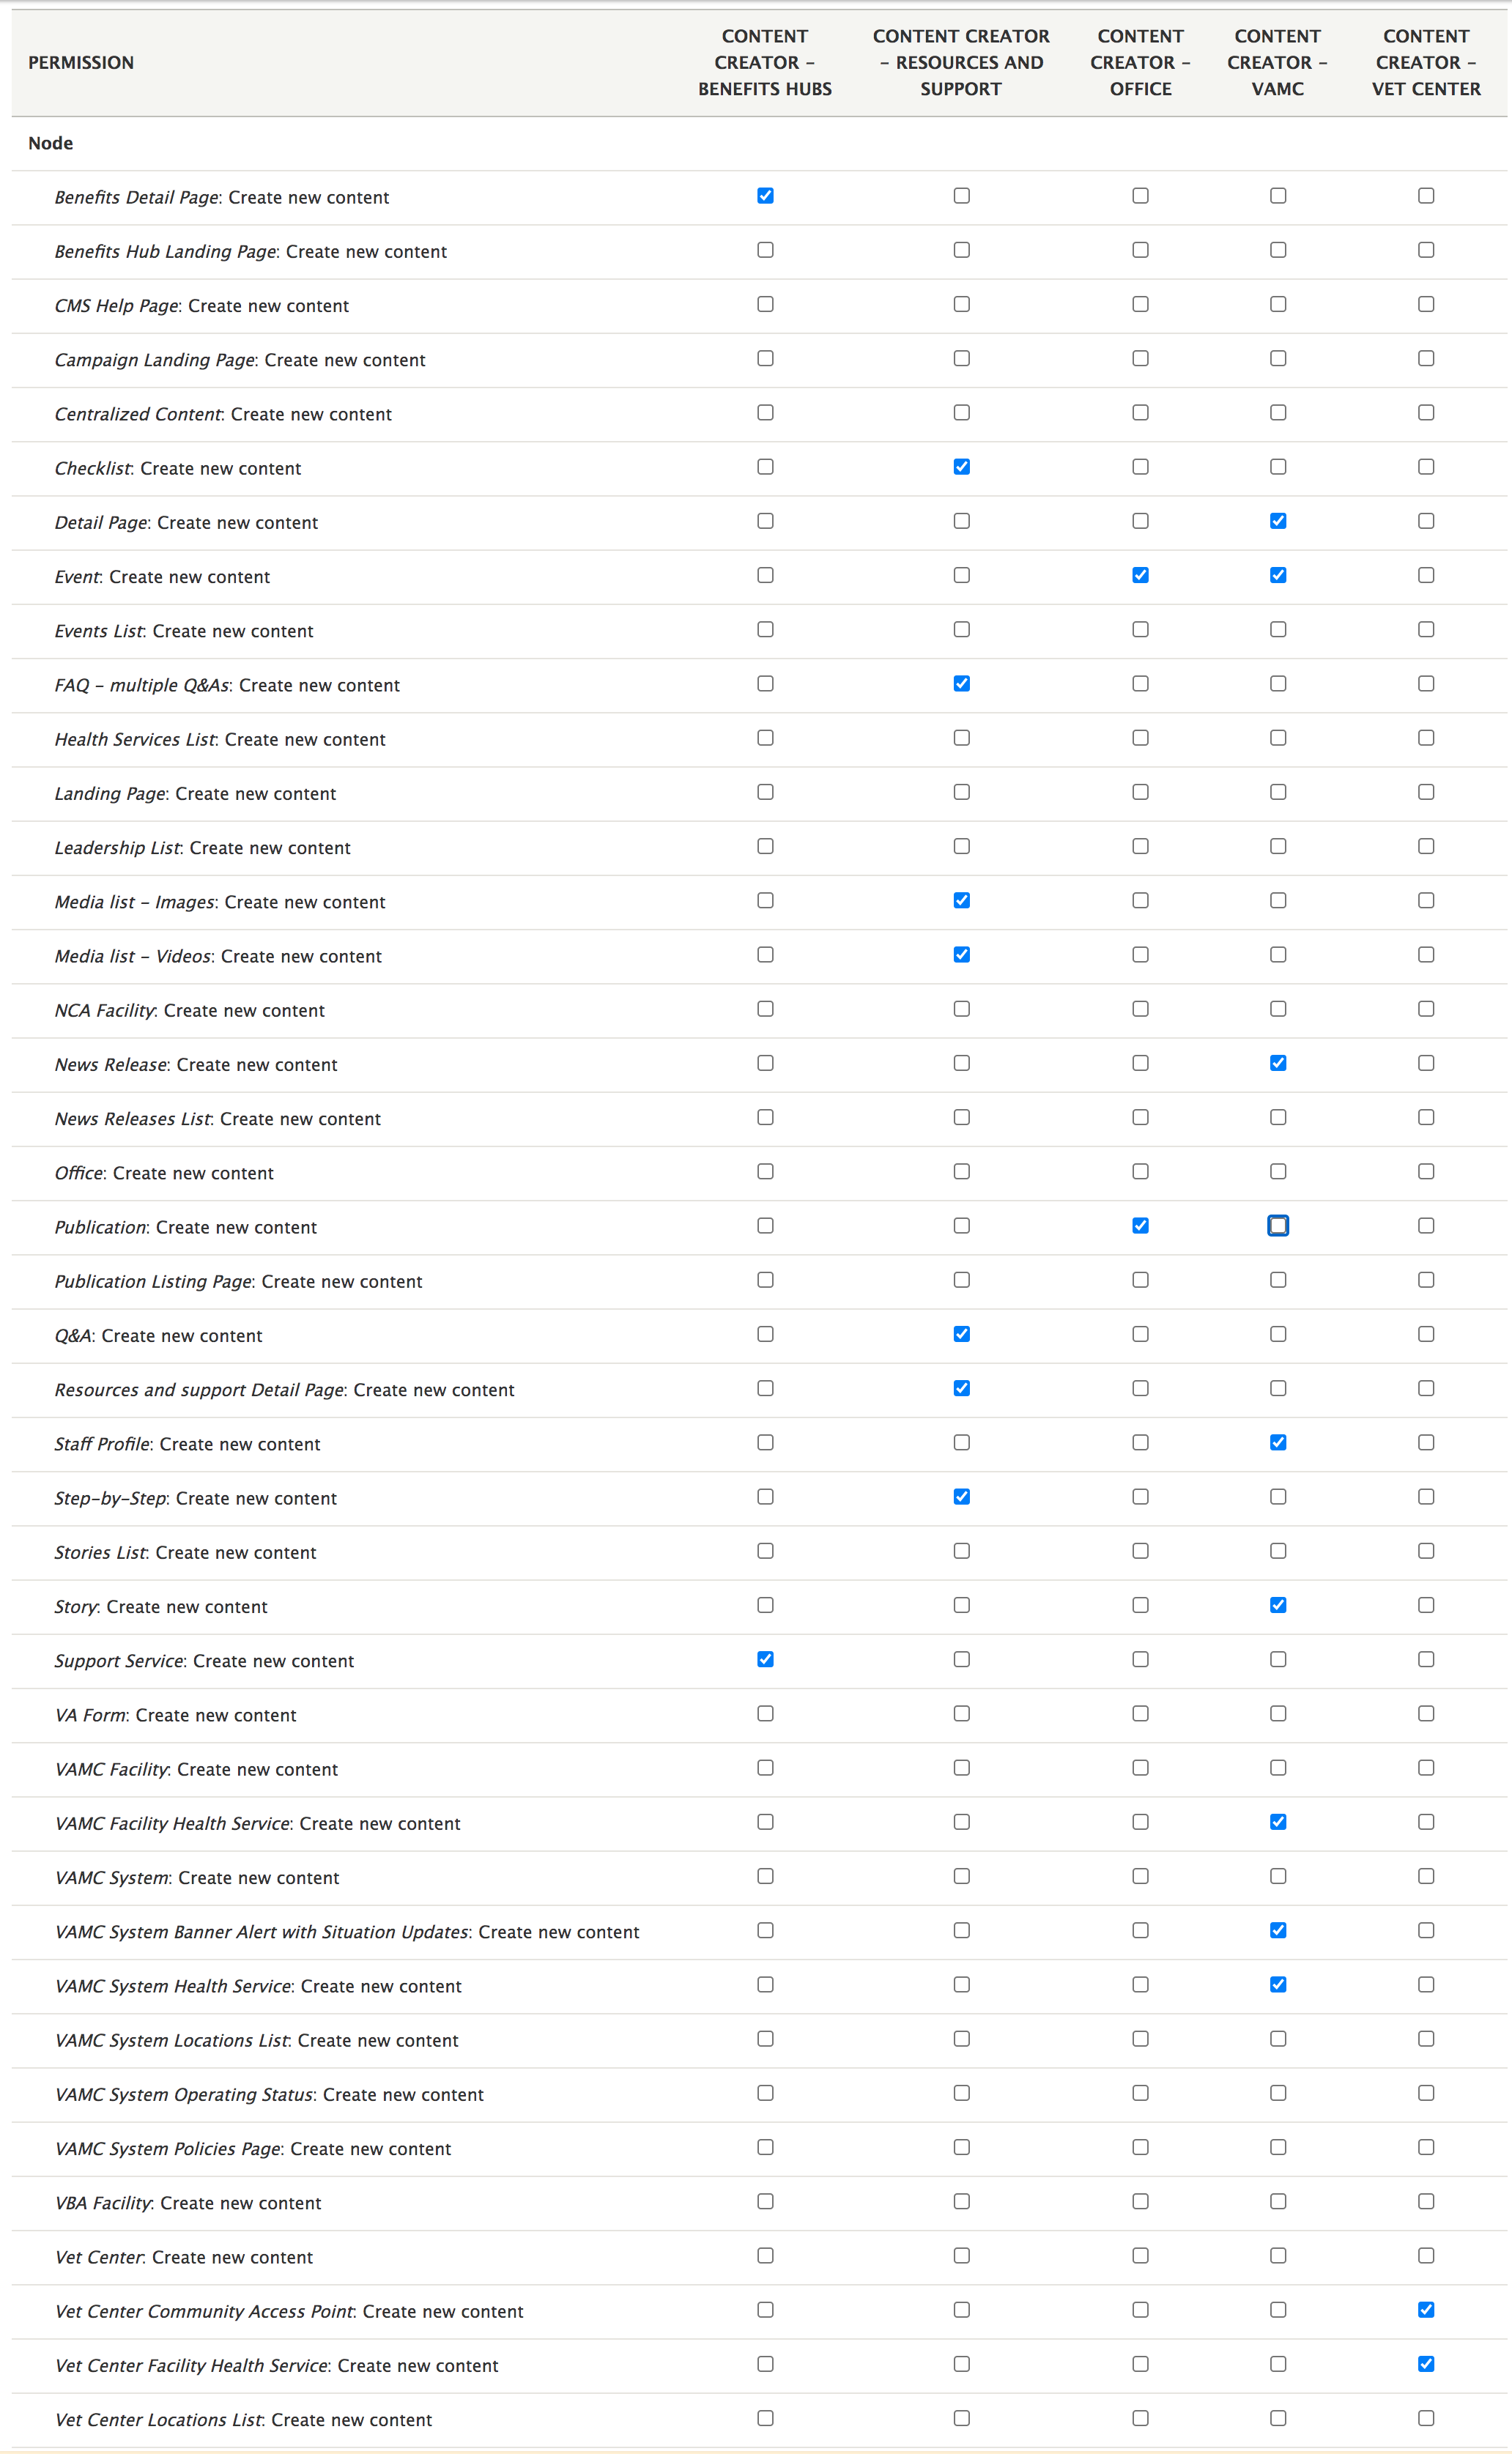 PERMISSION
CONTENT CREATOR – BENEFITS HUBS
CONTENT CREATOR – RESOURCES AND SUPPORT
CONTENT CREATOR – OFFICE
CONTENT CREATOR – VAMC
CONTENT CREATOR – VET CENTER
Node
Benefits Detail Page: Create new content
Benefits Hub Landing Page: Create new content
CMS Help Page: Create new content
Campaign Landing Page: Create new content
Centralized Content: Create new content
Checklist: Create new content
Detail Page: Create new content
Event: Create new content
Events List: Create new content
FAQ – multiple Q&As: Create new content
Health Services List: Create new content
Landing Page: Create new content
Leadership List: Create new content
Media list – Images: Create new content
Media list – Videos: Create new content
NCA Facility: Create new content
News Release: Create new content
News Releases List: Create new content
Office: Create new content
Publication: Create new content
Publication Listing Page: Create new content
Q&A: Create new content
Resources and support Detail Page: Create new content
Staff Profile: Create new content
Step-by-Step: Create new content
Stories List: Create new content
Story: Create new content
Support Service: Create new content
VA Form: Create new content
VAMC Facility: Create new content
VAMC Facility Health Service: Create new content
VAMC System: Create new content
VAMC System Banner Alert with Situation Updates: Create new content
VAMC System Health Service: Create new content
VAMC System Locations List: Create new content
VAMC System Operating Status: Create new content
VAMC System Policies Page: Create new content
VBA Facility: Create new content
Vet Center: Create new content
Vet Center Community Access Point: Create new content
Vet Center Facility Health Service: Create new content
Vet Center Locations List: Create new content